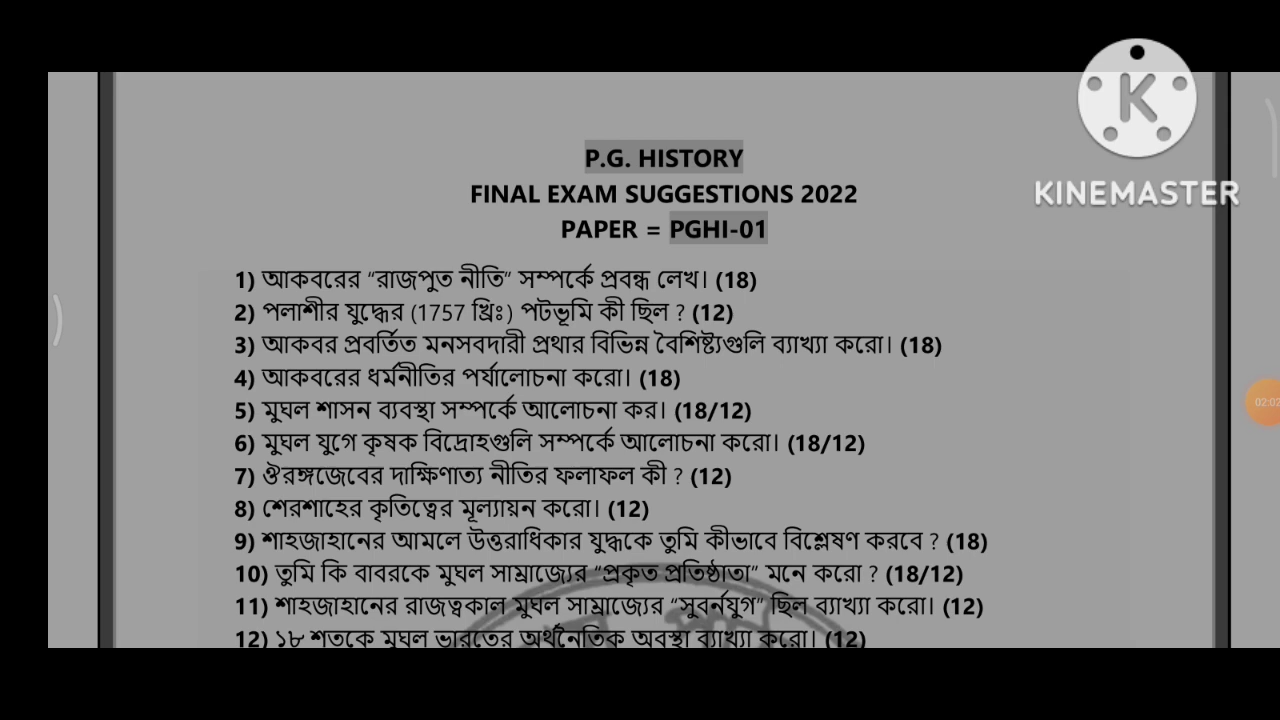 K
KINEMASTER
P.G. HISTORY
FINAL EXAM SUGGESTIONS 2022
PAPER = PGHI-01
1) আকবরের “রাজপুত নীতি” সম্পর্কে প্রবন্ধ লেখ। (18)
2) পলাশীর যুদ্ধের (1757 খ্রিঃ) পটভূমি কী ছিল ? (12)
3) আকবর প্রবর্তিত মনসবদারী প্রথার বিভিন্ন বৈশিষ্ট্যগুলি ব্যাখ্যা করো। (18)
4) আকবরের ধর্মনীতির পর্যালোচনা করো। (18)
5) মুঘল শাসন ব্যবস্থা সম্পর্কে আলোচনা কর। (18/12)
6) মুঘল যুগে কৃষক বিদ্রোহগুলি সম্পর্কে আলোচনা করো। (18/12)
7) ঔরঙ্গজেবের দাক্ষিণাত্য নীতির ফলাফল কী ? (12)
8) শেরশাহের কৃতিত্বের মূল্যায়ন করো। (12)
9) শাহজাহানের আমলে উত্তরাধিকার যুদ্ধকে তুমি কীভাবে বিশ্লেষণ করবে ? (18)
10) তুমি কি বাবরকে মুঘল সাম্রাজ্যের “প্রকৃত প্রতিষ্ঠাতা” মনে করো ? (18/12)
11) শাহজাহানের রাজত্বকাল মুঘল সাম্রাজ্যের “সুবর্নযুগ” ছিল ব্যাখ্যা করো। (12)
12) ১৮ শতকে মুঘল ভারতের অর্থনৈতিক অবস্থা ব্যাখ্যা করো। (12)
02:02